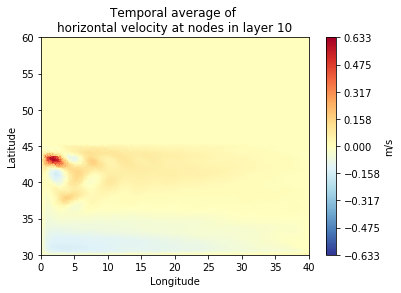 Temporal average of
horizontal velocity at nodes in layer 10
60
55
50
45
40
35
30
Latitude
0 5 10 15 20 25 30 35 40
Longitude
0.633
0.475
0.317
0.158
0.000
−0.158
−0.317
−0.475
−0.633
m/s